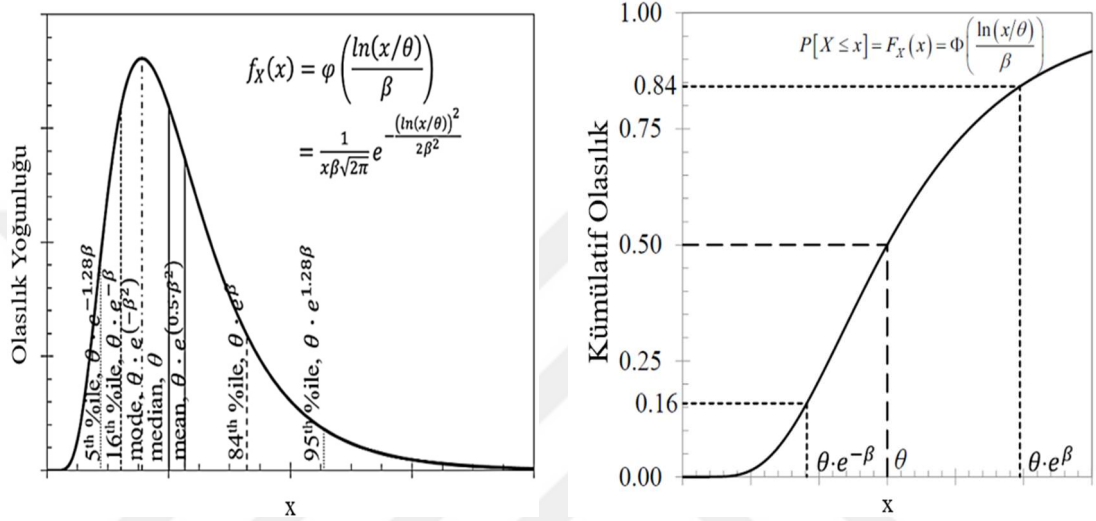 Olasılık Yoğunluğu
f_X(x) = φ(ln(x/θ)/β)
= 1/(xβ√2π) e^(-(ln(x/θ))²/(2β²))
5th %ile, θ · e^−1.28β
16th %ile, θ · e^−β
mode, θ · e^(−β²)
median, θ
mean, θ · e^(0.5·β²)
84th %ile, θ · e^β
95th %ile, θ · e^1.28β
x
Kümülatif Olasılık
1.00
0.84
0.75
0.50
0.25
0.16
0.00
P[X ≤ x] = F_X(x) = Φ(ln(x/θ)/β)
θ·e^−β
θ
θ·e^β
x